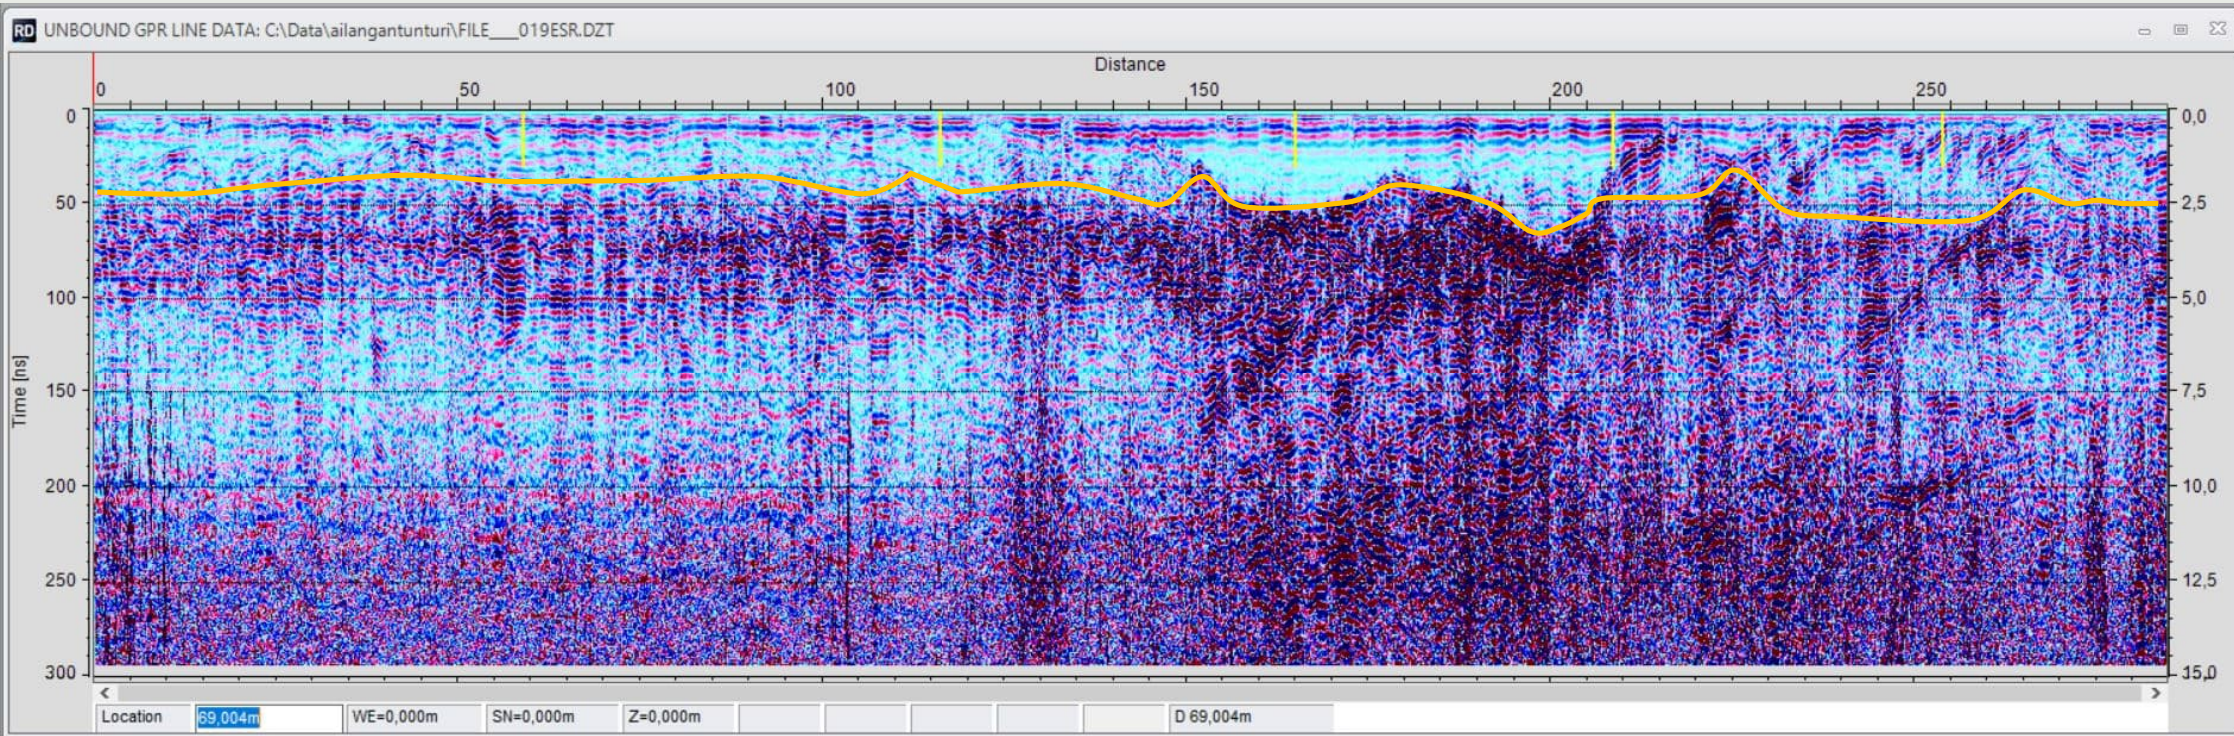 RD UNBOUND GPR LINE DATA: C:\Data\ailangantunturi\FILE___019ESR.DZT
Distance
0 50 100 150 200 250
0 0,0
50 2,5
100 5,0
150 7,5
200 10,0
250 12,5
300 15,0
Time [ns]
Location 69,004m WE=0,000m SN=0,000m Z=0,000m D 69,004m